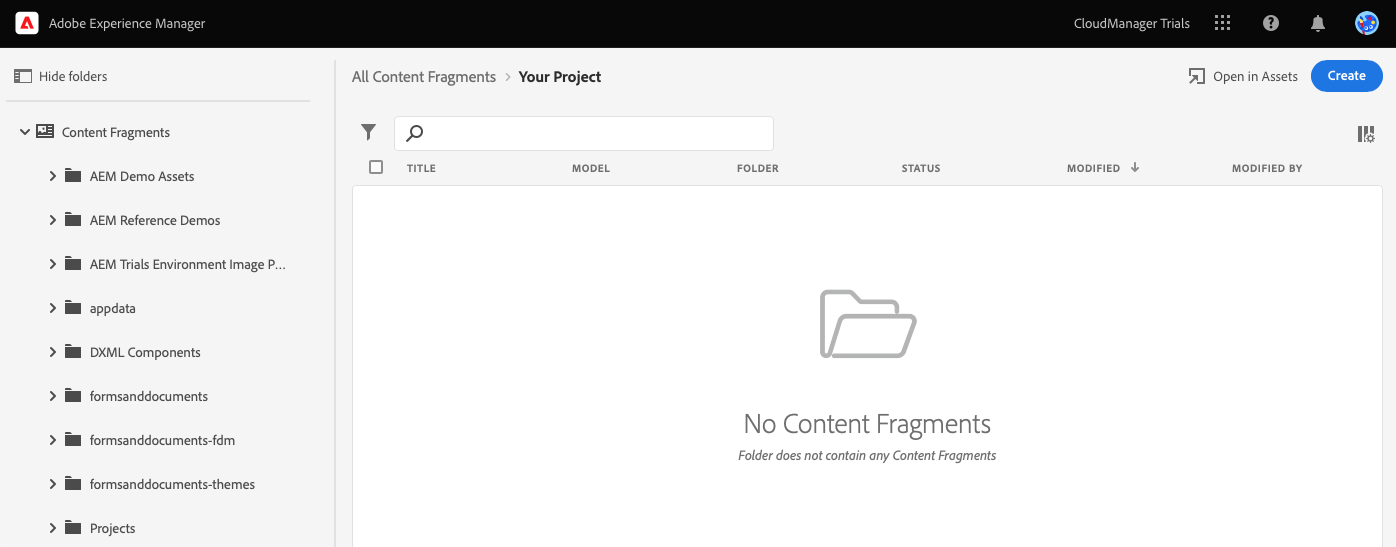 Adobe Experience Manager
CloudManager Trials
Hide folders
All Content Fragments > Your Project
Open in Assets
Create
Content Fragments
AEM Demo Assets
AEM Reference Demos
AEM Trials Environment Image P...
appdata
DXML Components
formsanddocuments
formsanddocuments-fdm
formsanddocuments-themes
Projects
TITLE MODEL FOLDER STATUS MODIFIED MODIFIED BY
No Content Fragments
Folder does not contain any Content Fragments